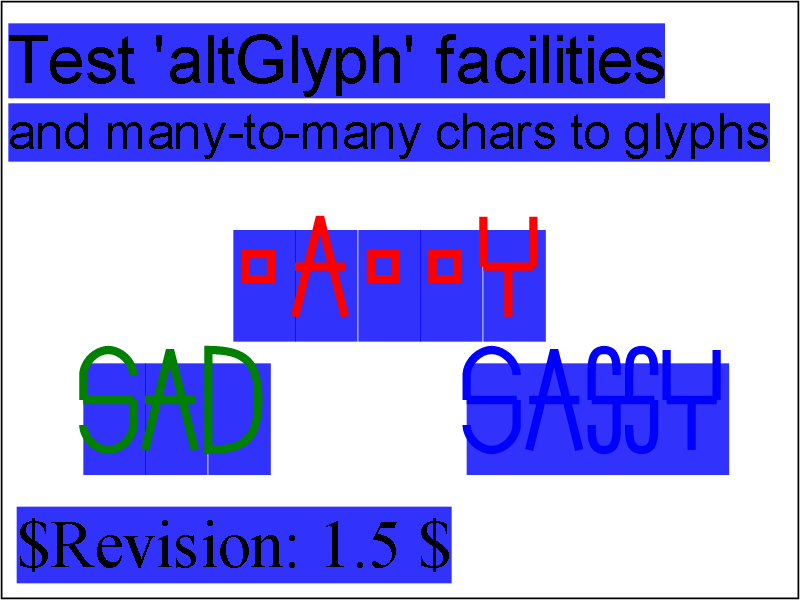 Test 'altGlyph' facilities
and many-to-many chars to glyphs
▫A▫▫Y
SAD SASSY
$Revision: 1.5 $